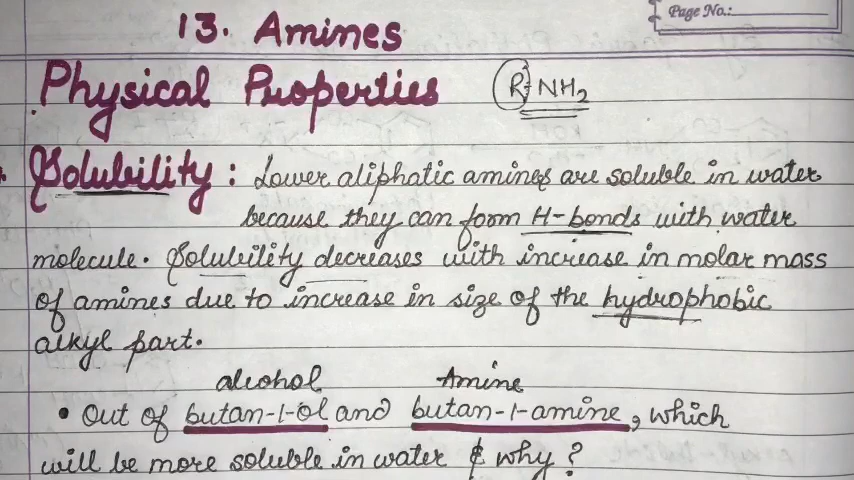 Page No.:
13. Amines
Physical Properties R NH2
Solubility : Lower aliphatic amines are soluble in water
because they can form H-bonds with water
molecule. Solubility decreases with increase in molar mass
of amines due to increase in size of the hydrophobic
alkyl part.
alcohol Amine
• Out of butan-1-ol and butan-1-amine, which
will be more soluble in water & why?